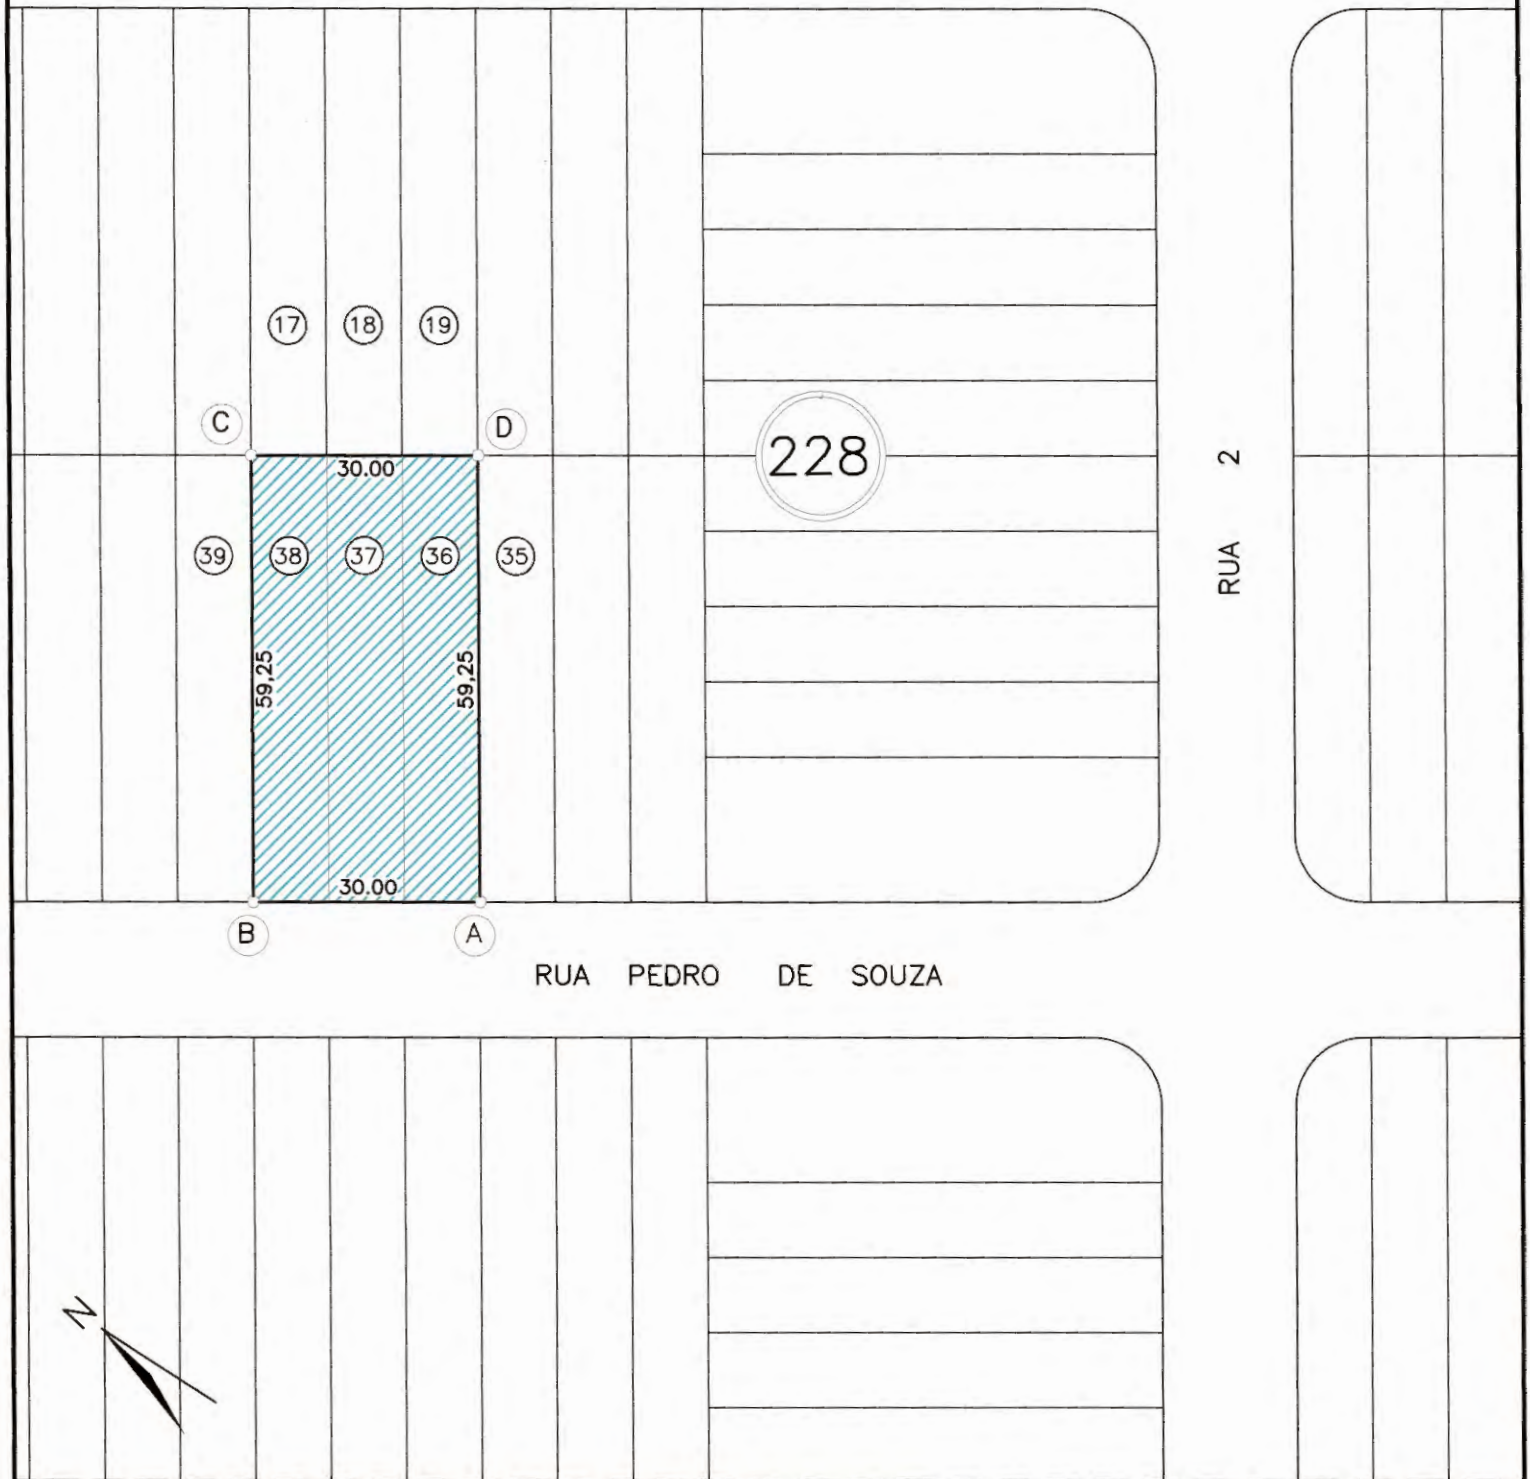 17 18 19
C D
30.00
228
RUA 2
39 38 37 36 35
59,25 59,25
30.00
B A
RUA PEDRO DE SOUZA
N